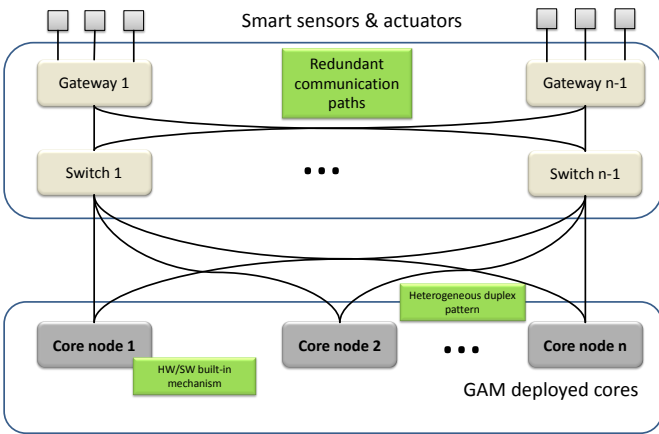 Smart sensors & actuators
Gateway 1
Redundant
communication
paths
Gateway n-1
Switch 1
...
Switch n-1
Heterogeneous duplex
pattern
Core node 1
Core node 2
...
Core node n
HW/SW built-in
mechanism
GAM deployed cores